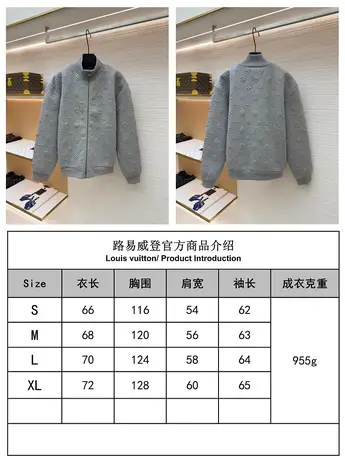 路易威登官方商品介绍
Louis vuitton/ Product Introduction
Size 衣长 胸围 肩宽 袖长 成衣克重
S 66 116 54 62
M 68 120 56 63
L 70 124 58 64 955g
XL 72 128 60 65